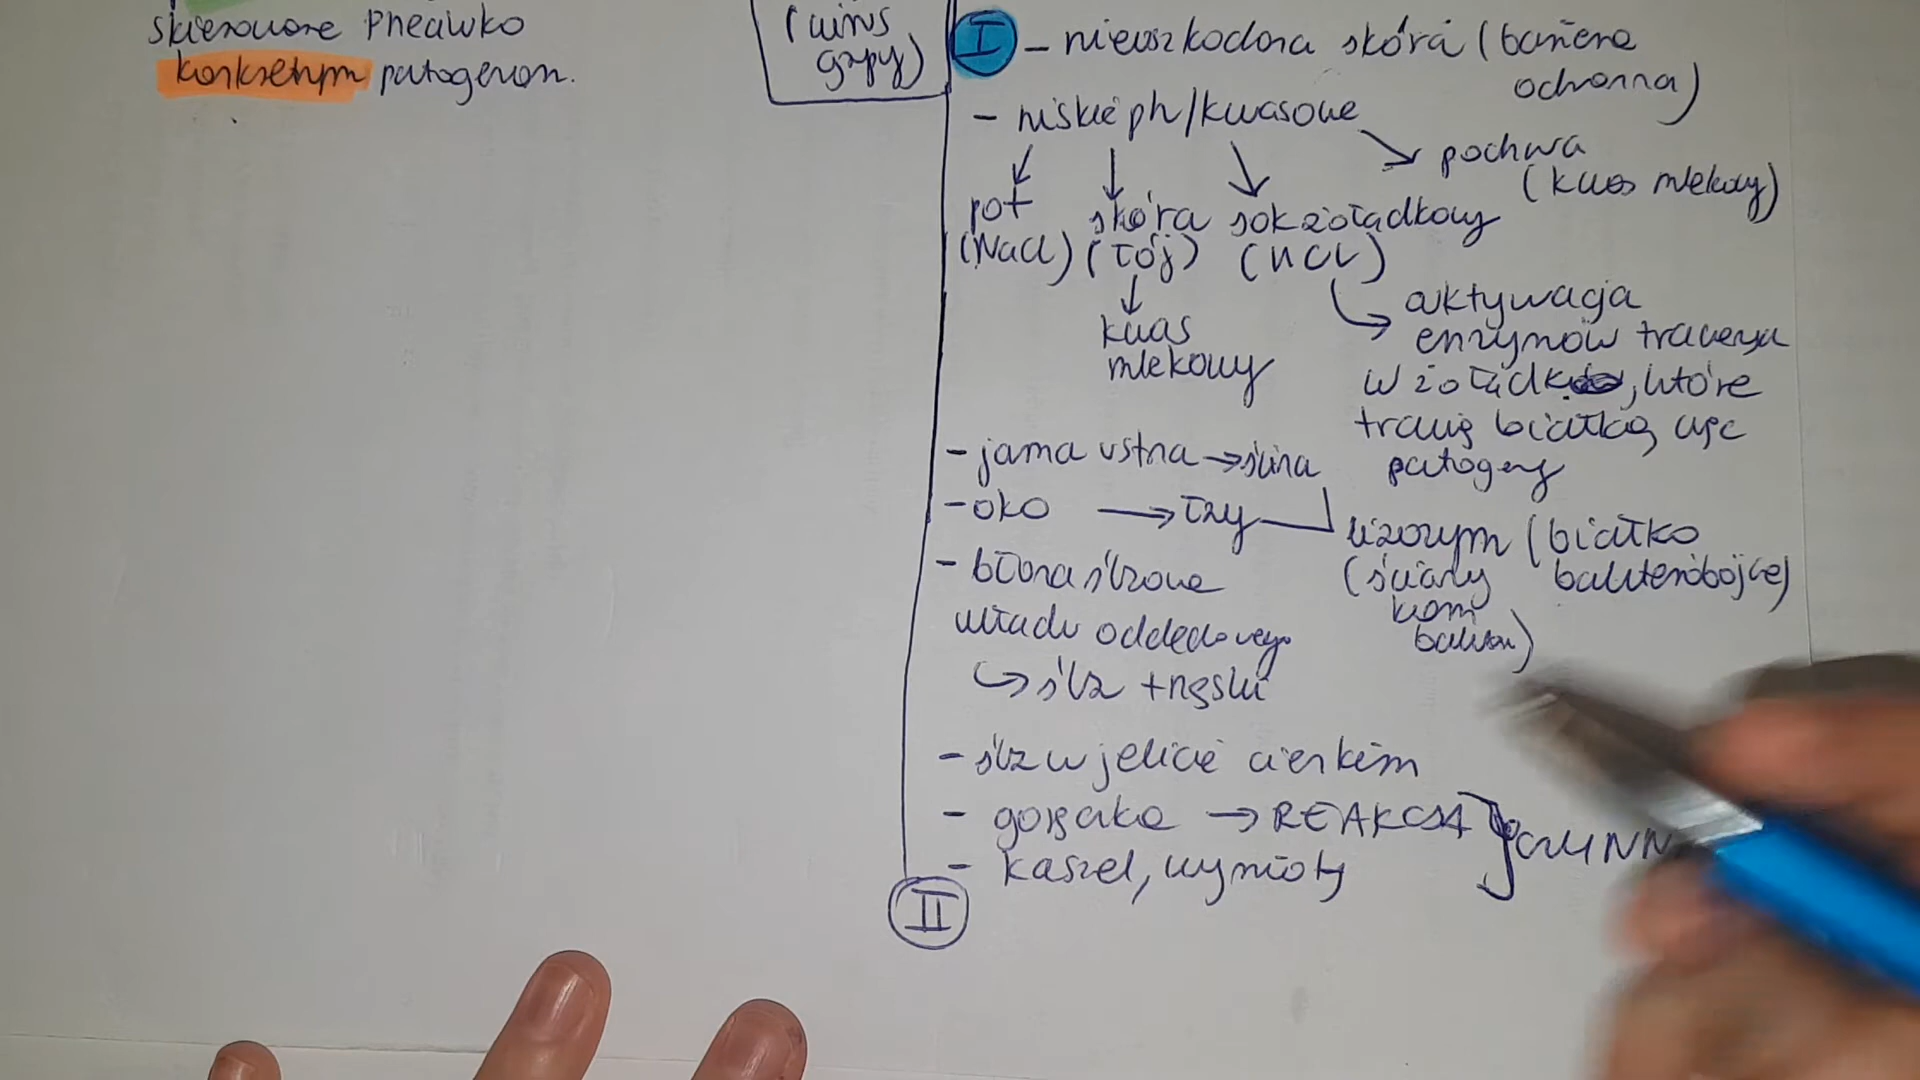 skierowane przeciwko
konkretnym patogenom.
(wirus
grypy)
I – nieuszkodzona skóra (bariera
ochronna)
– niskie ph/kwasowe
pochwa
(kwas mlekowy)
pot
(NaCl)
skóra
(łój)
kwas
mlekowy
sok żołądkowy
(HCl)
aktywacja
enzymów trawienia
w żołądku, które
trawią białka, więc
patogeny
– jama ustna → ślina
– oko → łzy
lizozym (białko
bakteriobójcze)
(ściany
kom
bakterii)
– błona śluzowe
układu oddechowego
↪ śluz + rzęski
– śluz w jelicie cienkim
– gorączka → REAKCJA
– kaszel, wymioty
II